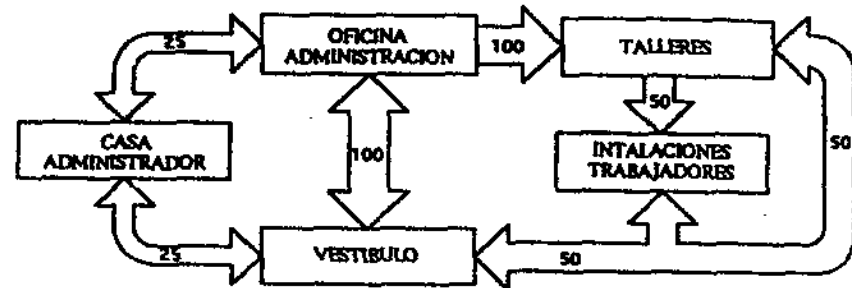 OFICINA
ADMINISTRACION
TALLERES
25
100
50
CASA
ADMINISTRADOR
100
INTALACIONES
TRABAJADORES
50
25
VESTIBULO
50